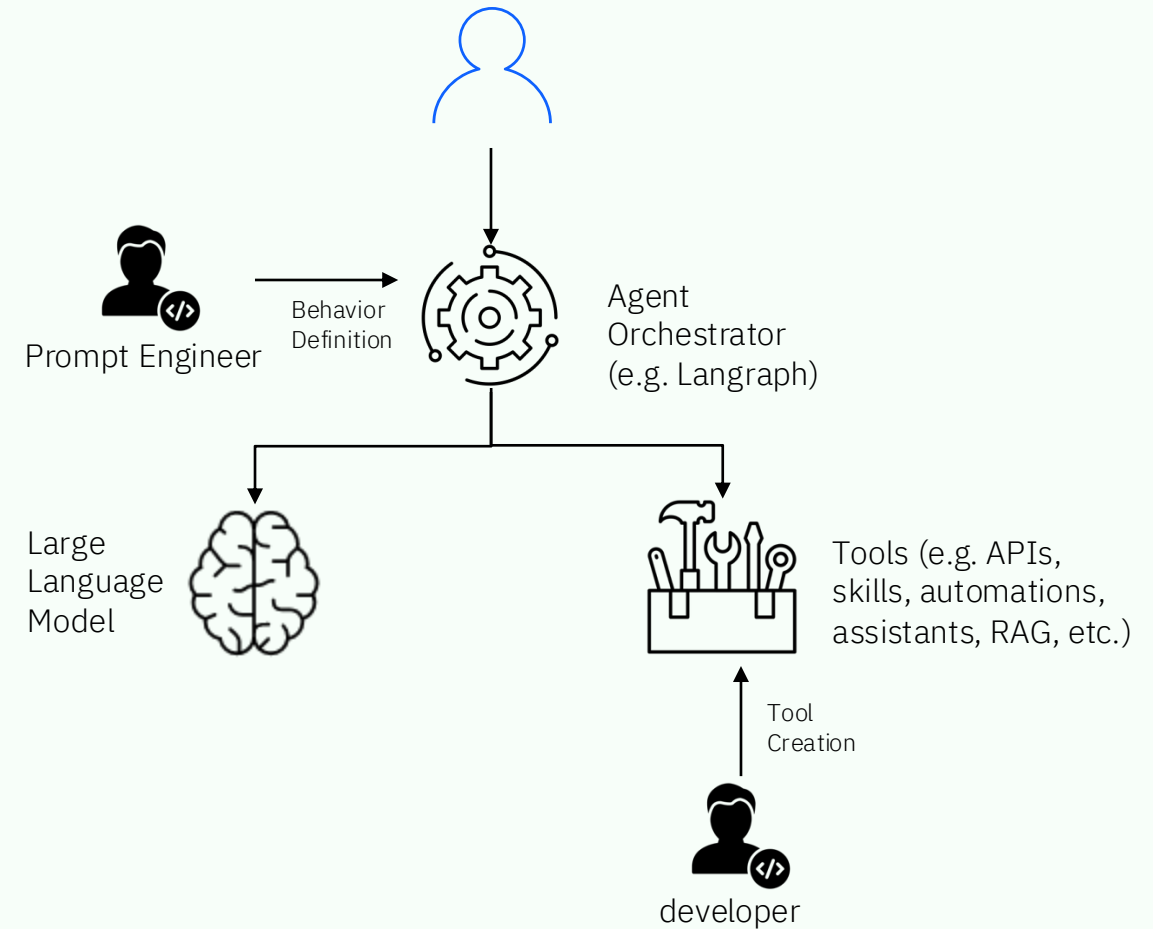 Prompt Engineer
Behavior
Definition
Agent
Orchestrator
(e.g. Langraph)
Large
Language
Model
Tools (e.g. APIs,
skills, automations,
assistants, RAG, etc.)
Tool
Creation
developer